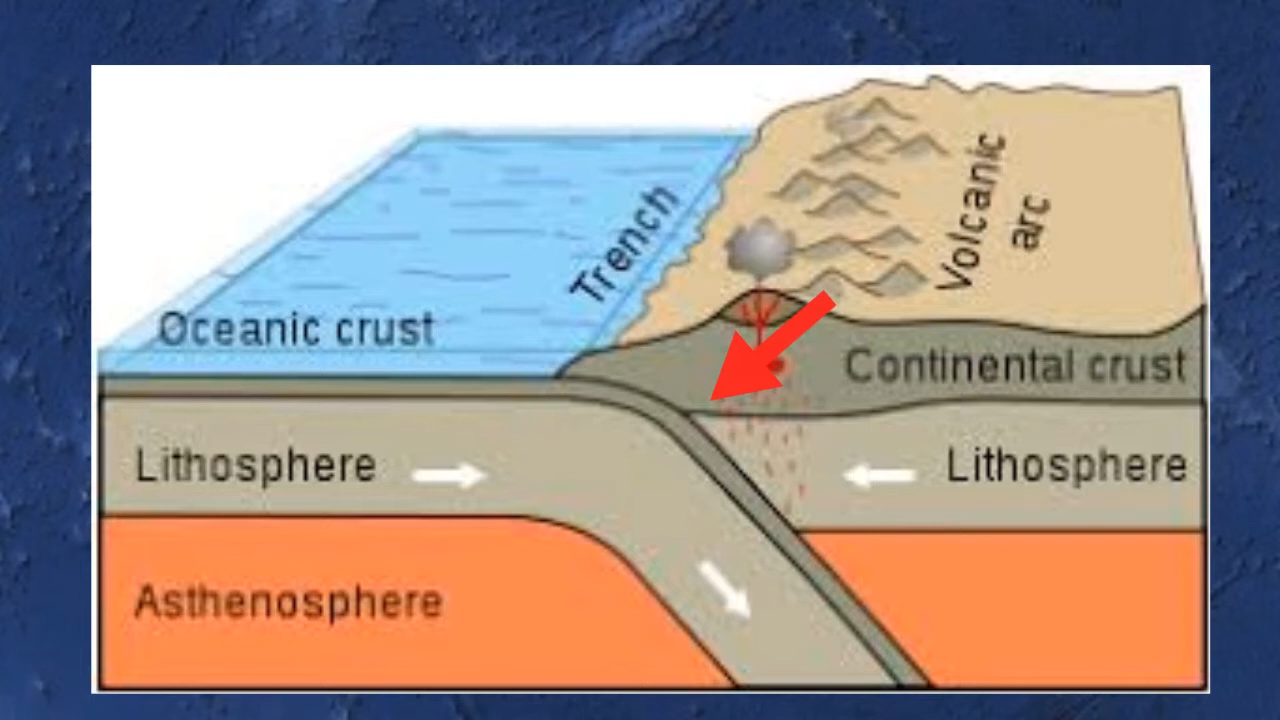 Volcanic
arc
Trench
Oceanic crust
Continental crust
Lithosphere
Lithosphere
Asthenosphere